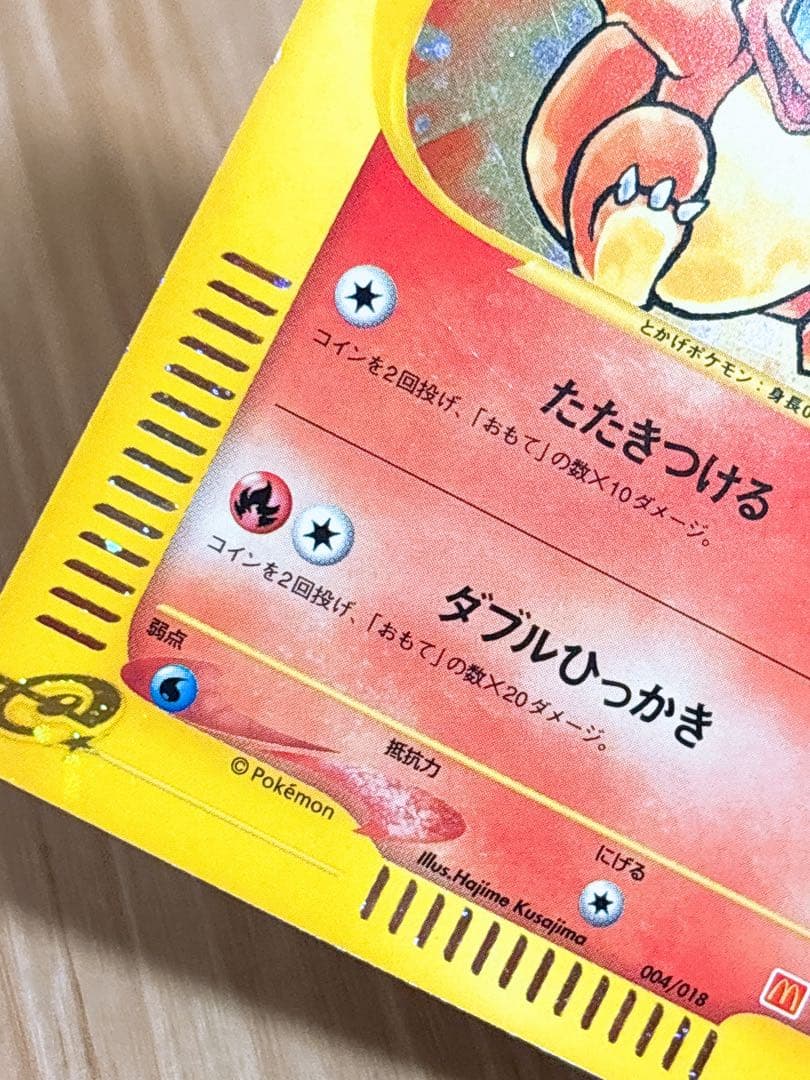 とかげポケモン：身長0
たたきつける
コインを2回投げ、「おもて」の数×10ダメージ。
ダブルひっかき
コインを2回投げ、「おもて」の数×20ダメージ。
弱点
抵抗力
にげる
© Pokémon
Illus.Hajime Kusajima
004/018